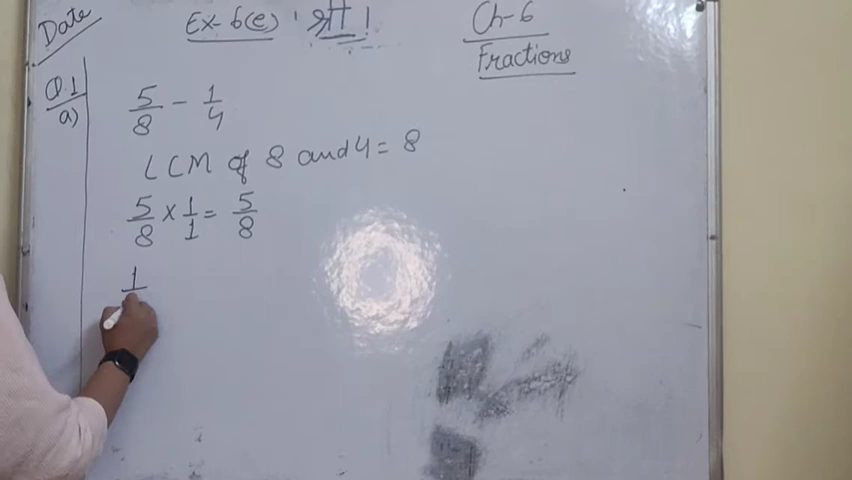 Date
Ex-6(e)
श्री ।
Ch-6
Fractions
Q.1
a)
5/8 - 1/4
LCM of 8 and 4 = 8
5/8 × 1/1 = 5/8
1